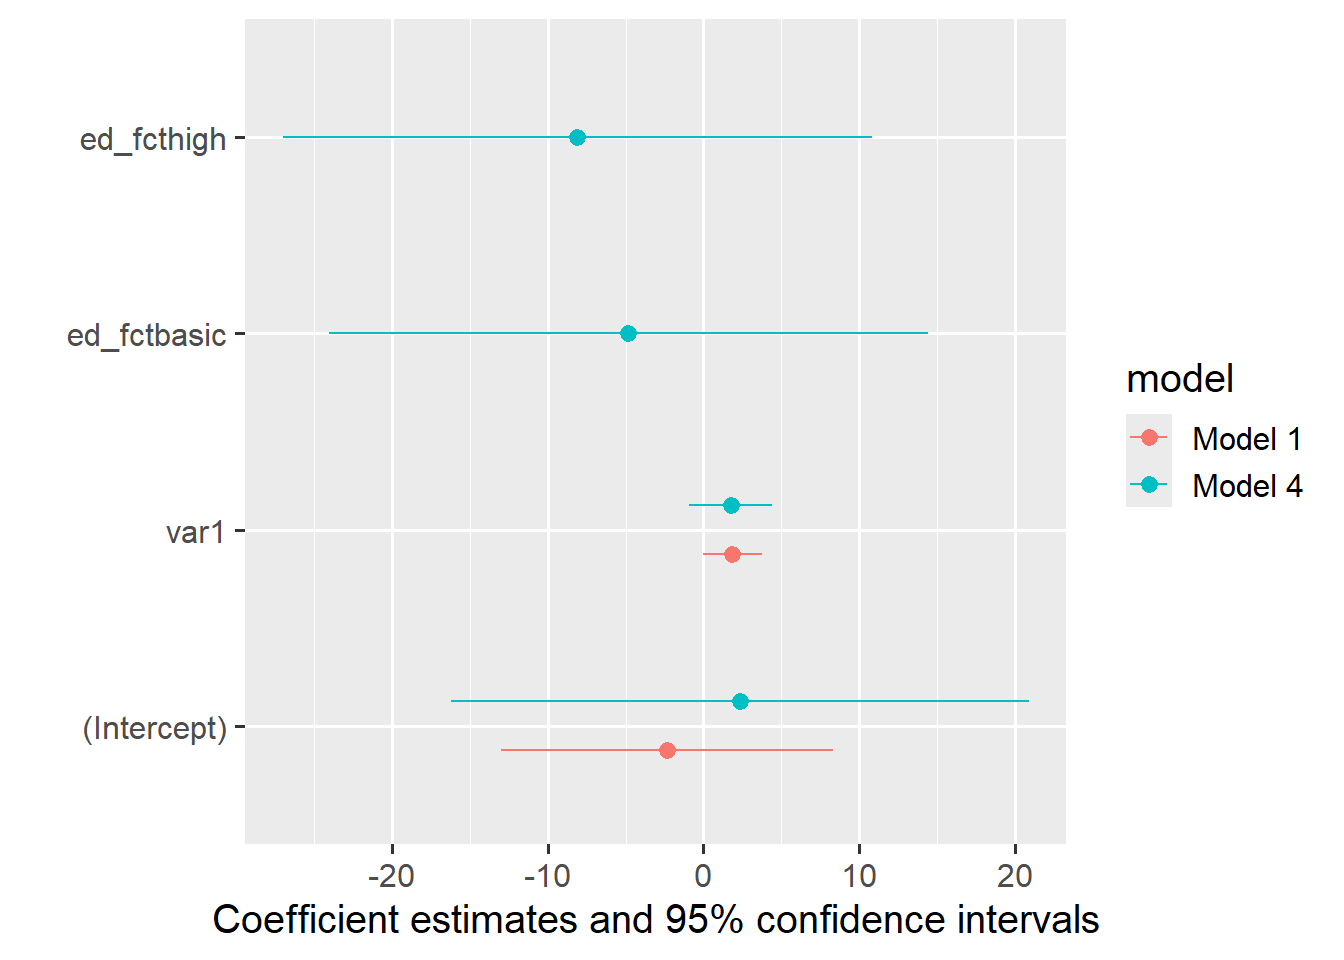 ed_fcthigh
ed_fctbasic
var1
(Intercept)
-20 -10 0 10 20
Coefficient estimates and 95% confidence intervals
model
Model 1
Model 4